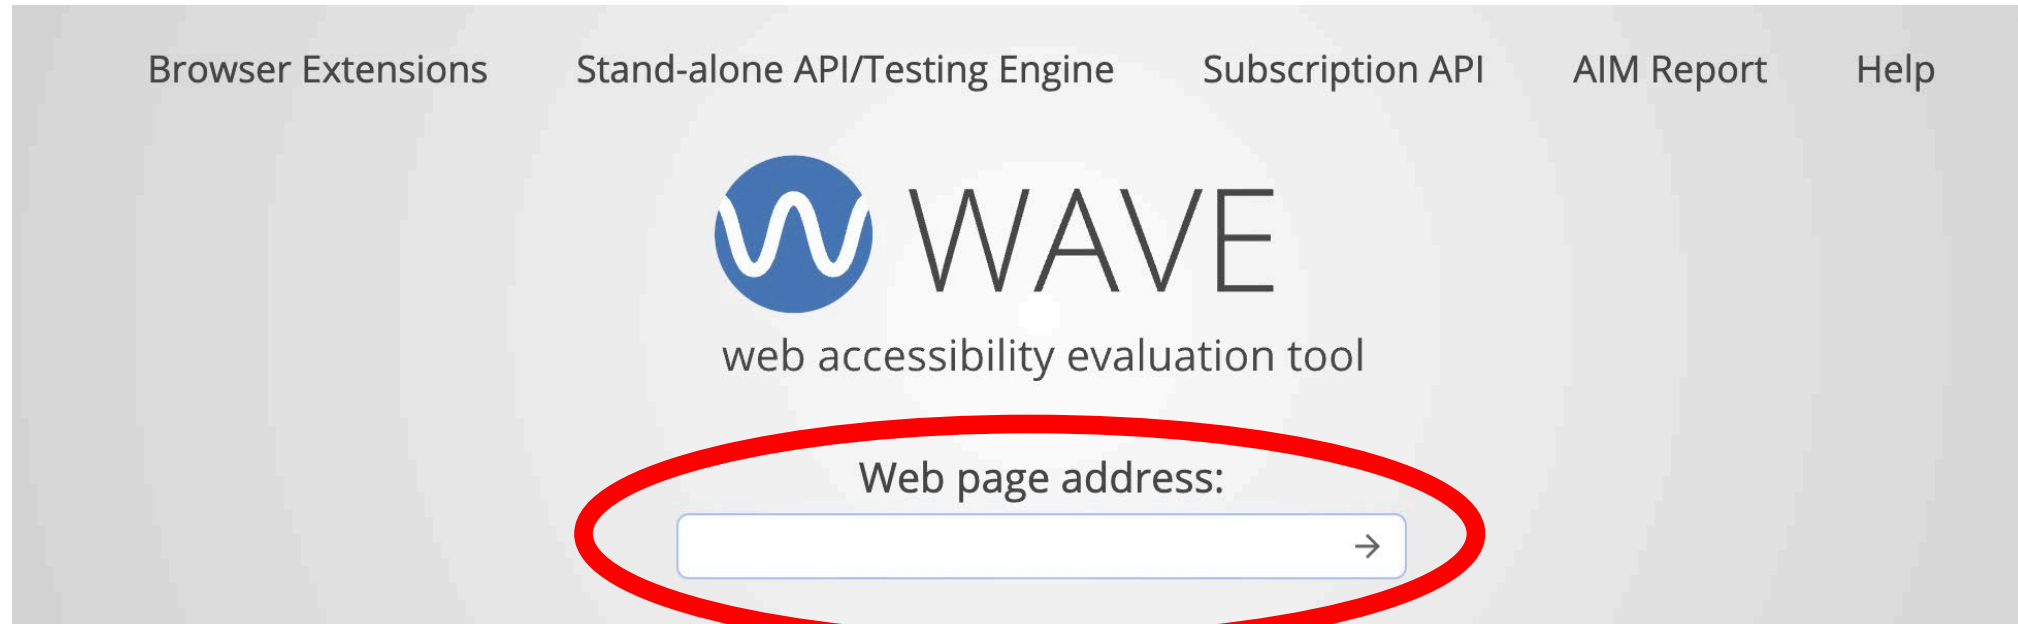 Browser Extensions Stand-alone API/Testing Engine Subscription API AIM Report Help
WAVE
web accessibility evaluation tool
Web page address: